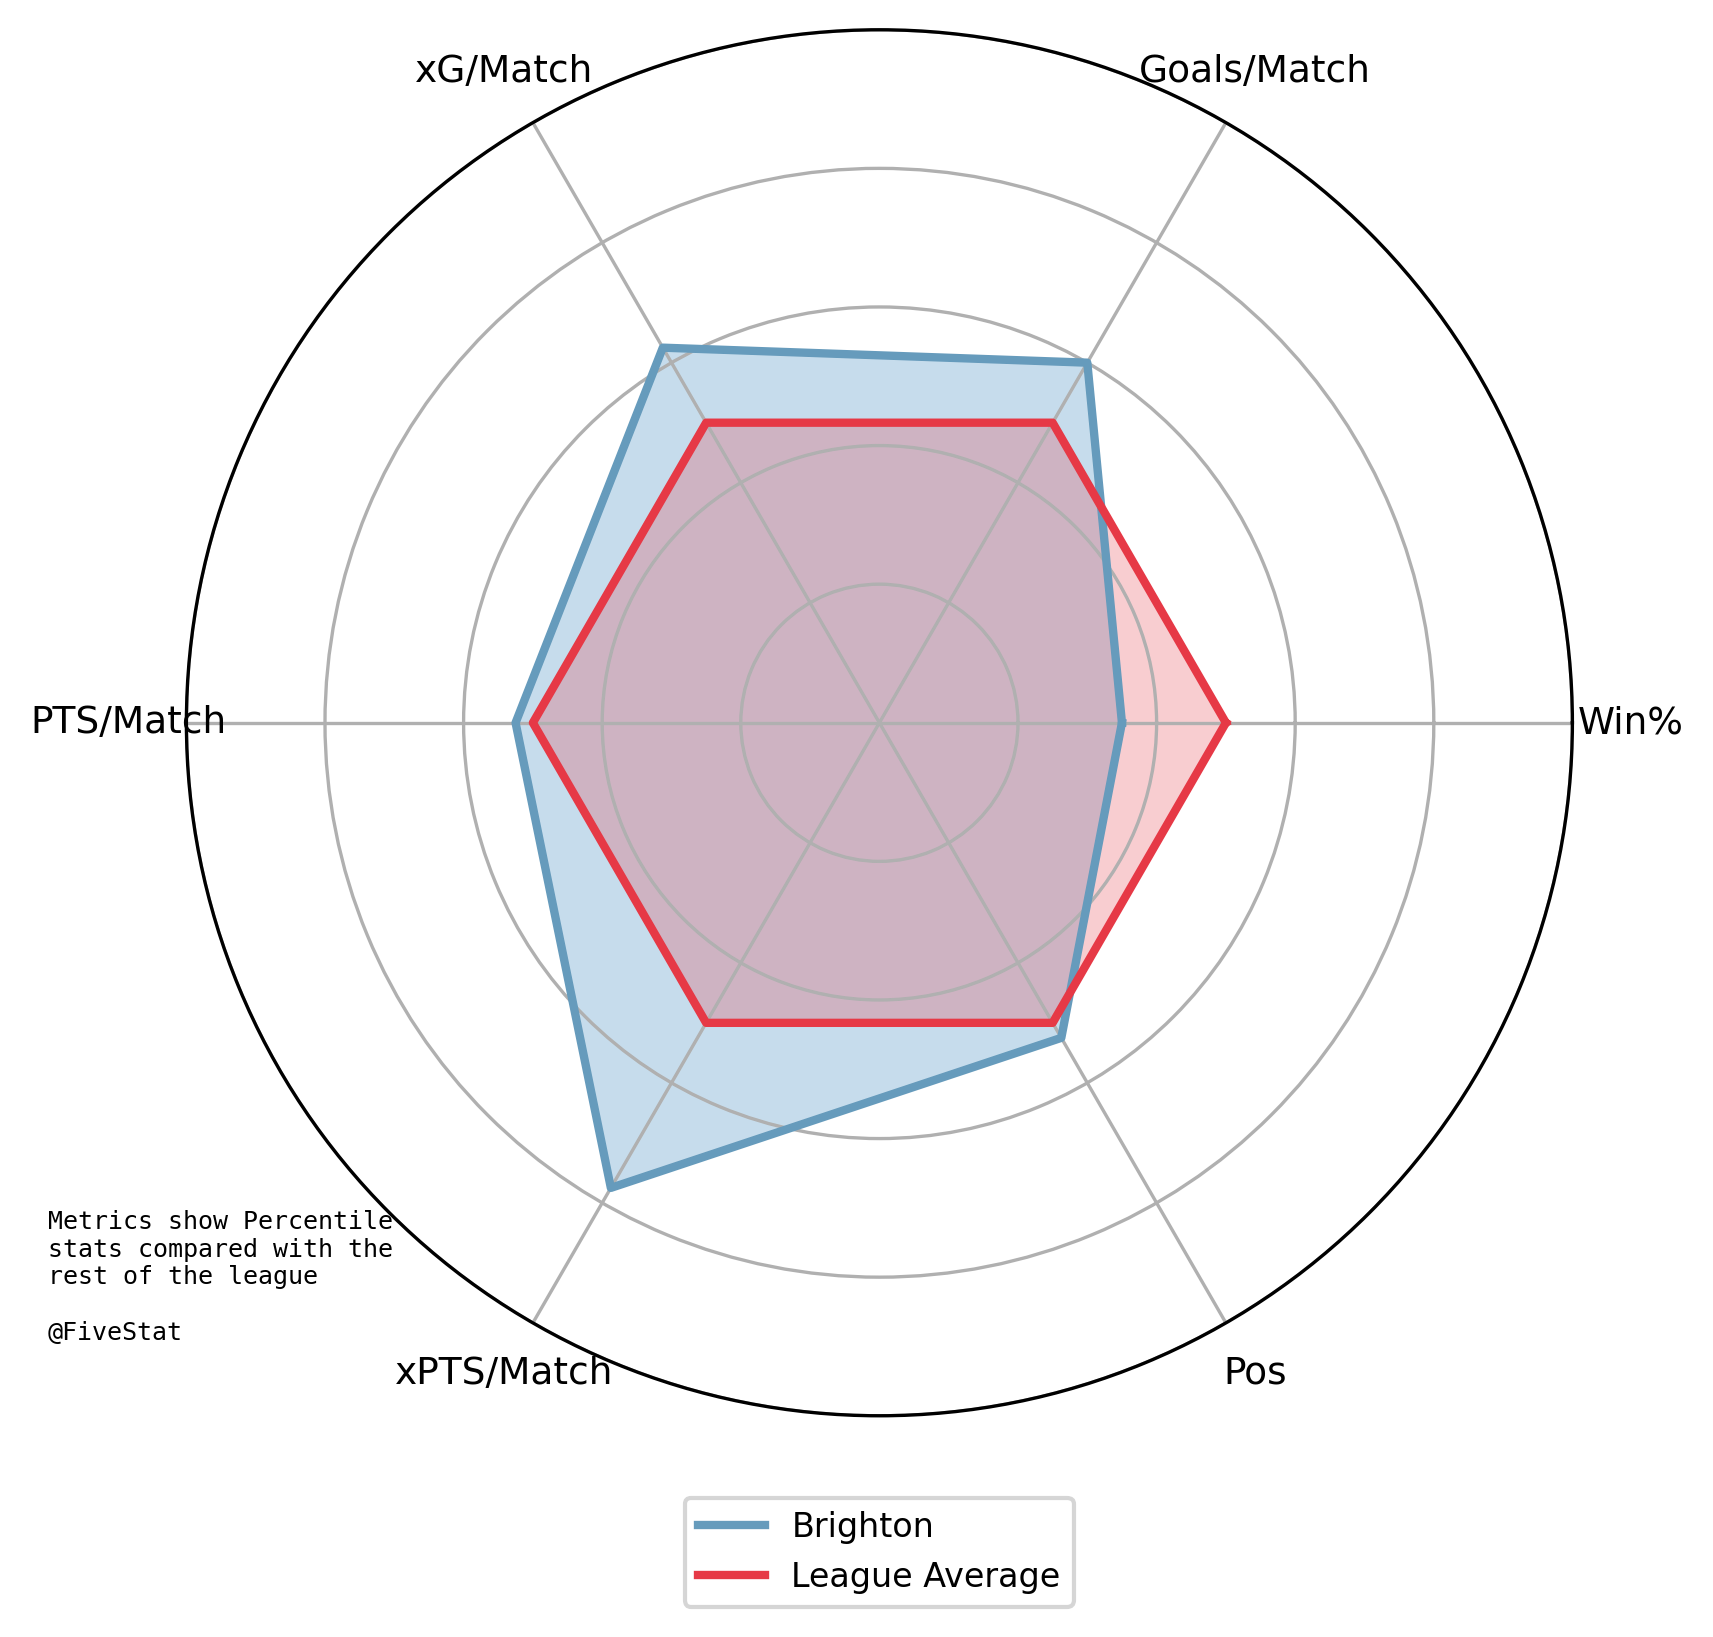 xG/Match
Goals/Match
PTS/Match
Win%
Metrics show Percentile
stats compared with the
rest of the league
@FiveStat
xPTS/Match
Pos
Brighton
League Average